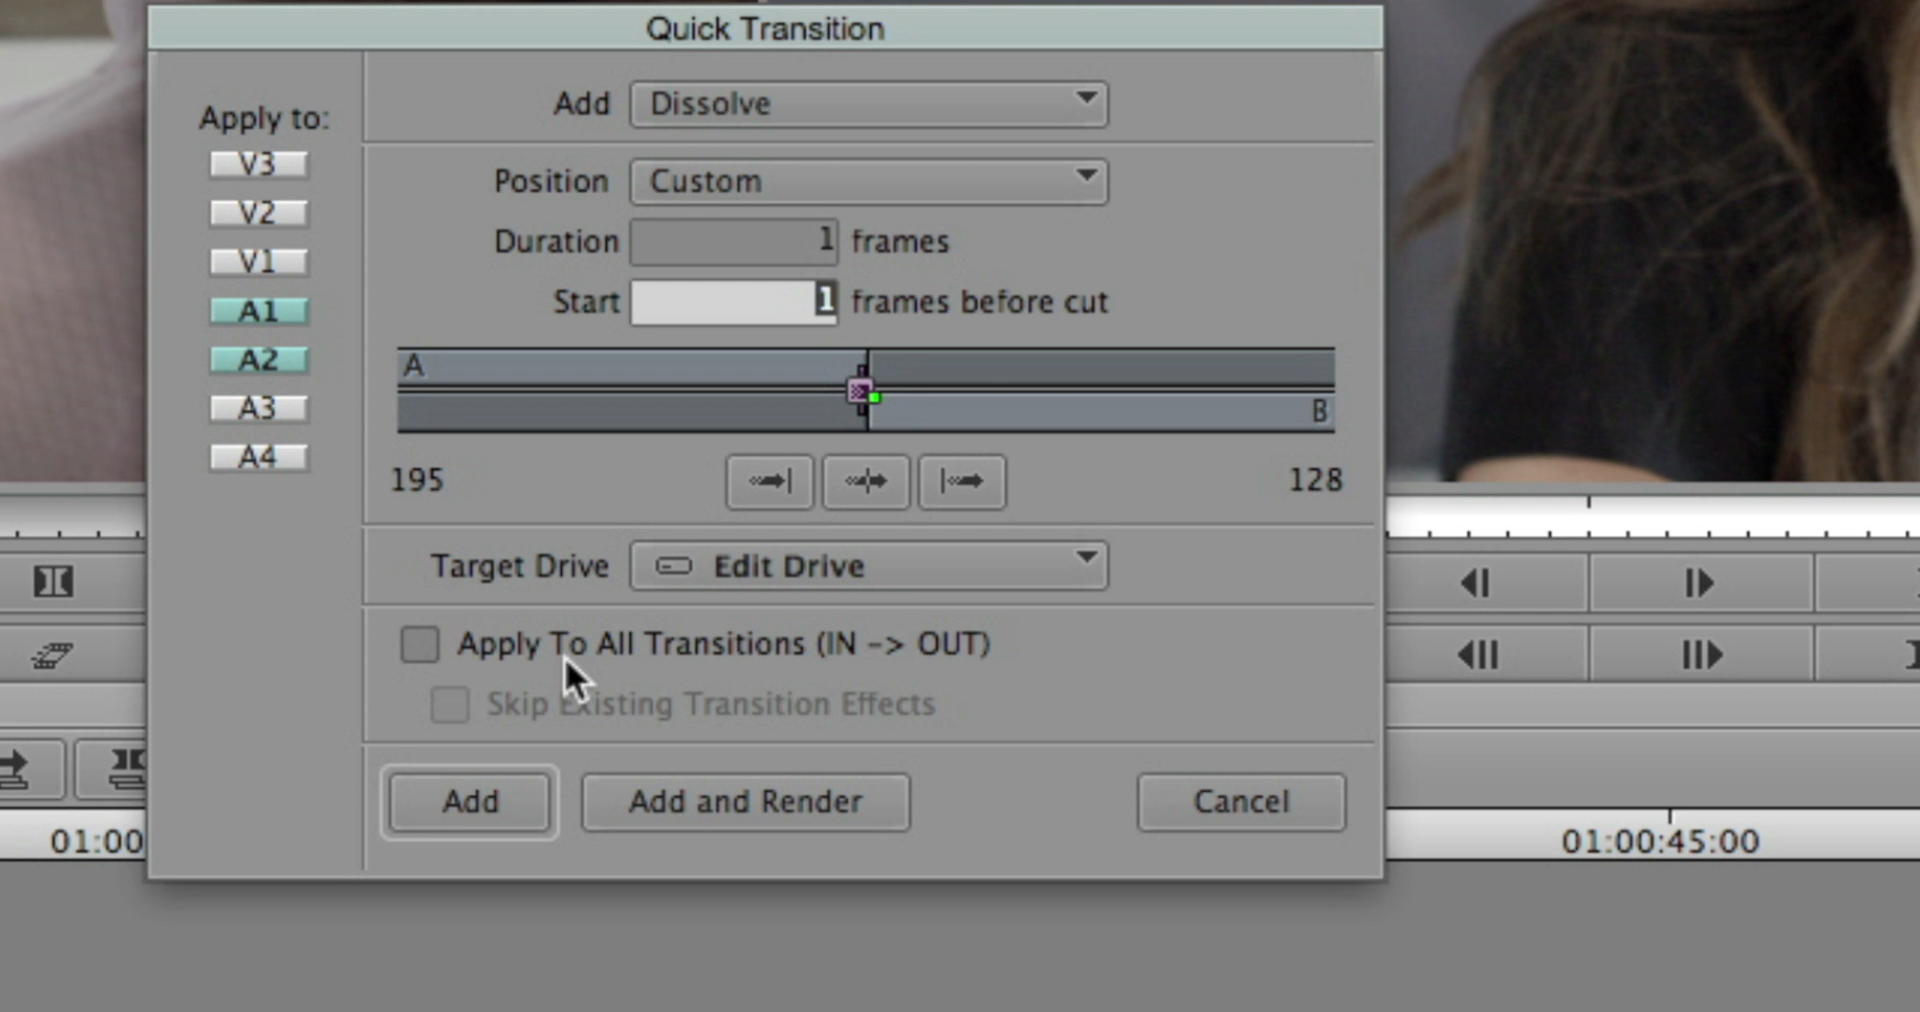 Quick Transition
Apply to:
V3
V2
V1
A1
A2
A3
A4
Add Dissolve
Position Custom
Duration 1 frames
Start 1 frames before cut
A
B
195 128
Target Drive Edit Drive
Apply To All Transitions (IN -> OUT)
Skip Existing Transition Effects
Add Add and Render Cancel
01:00 01:00:45:00